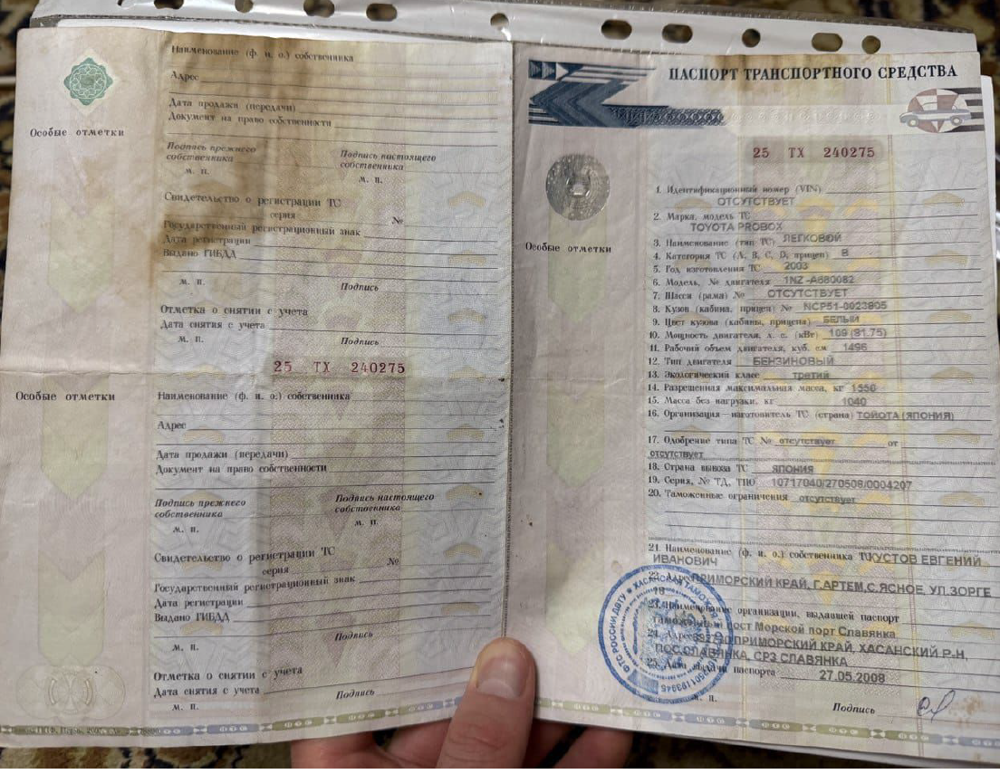 Особые отметки
Наименование (ф. и. о.) собственника
Адрес
Дата продажи (передачи)
Документ на право собственности
Подпись прежнего собственника
Подпись настоящего собственника
м. п.
м. п.
Свидетельство о регистрации ТС
серия №
Государственный регистрационный знак
Дата регистрации
Выдано ГИБДД
м. п.
Подпись
Отметка о снятии с учета
Дата снятия с учета
м. п.
Подпись
25 ТХ 240275
Особые отметки
Наименование (ф. и. о.) собственника
Адрес
Дата продажи (передачи)
Документ на право собственности
Подпись прежнего собственника
Подпись настоящего собственника
м. п.
м. п.
Свидетельство о регистрации ТС
серия №
Государственный регистрационный знак
Дата регистрации
Выдано ГИБДД
м. п.
Подпись
Отметка о снятии с учета
Дата снятия с учета
м. п.
Подпись
ПАСПОРТ ТРАНСПОРТНОГО СРЕДСТВА
25 ТХ 240275
Особые отметки
1. Идентификационный номер (VIN)
ОТСУТСТВУЕТ
2. Марка, модель ТС
TOYOTA PROBOX
3. Наименование (тип ТС) ЛЕГКОВОЙ
4. Категория ТС (A, B, C, D, прицеп) B
5. Год изготовления ТС 2003
6. Модель, № двигателя 1NZ -A680082
7. Шасси (рама) № ОТСУТСТВУЕТ
8. Кузов (кабина, прицеп) № NCP51-0023805
9. Цвет кузова (кабины, прицепа) БЕЛЫЙ
10. Мощность двигателя, л. с. (кВт) 109 (81.75)
11. Рабочий объем двигателя, куб. см 1496
12. Тип двигателя БЕНЗИНОВЫЙ
13. Экологический класс третий
14. Разрешенная максимальная масса, кг 1550
15. Масса без нагрузки, кг 1040
16. Организация—изготовитель ТС (страна) ТОЙОТА (ЯПОНИЯ)
17. Одобрение типа ТС № отсутствует от
отсутствует
18. Страна вывоза ТС ЯПОНИЯ
19. Серия, № ТД, ТПО 10717040/270508/0004207
20. Таможенные ограничения отсутствует
21. Наименование (ф. и. о.) собственника ЕВГЕНИЙ
ИВАНОВИЧ
22. Адрес ПРИМОРСКИЙ КРАЙ, Г.АРТЕМ,С.ЯСНОЕ, УЛ.ЗОРГЕ
23. Наименование организации, выдавшей паспорт
таможенный пост Морской порт Славянка
24. Адрес ПРИМОРСКИЙ КРАЙ, ХАСАНСКИЙ Р-Н,
ПОС.СЛАВЯНКА, СРЗ СЛАВЯНКА
25. Дата выдачи паспорта 27.05.2008
м. п.
Подпись